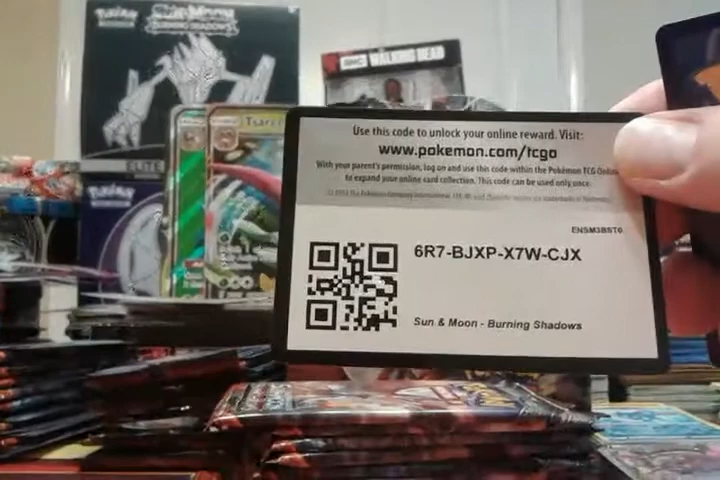 Pokémon
Sun & Moon
BURNING SHADOWS
AMC THE WALKING DEAD
ELITE
Pokémon
Use this code to unlock your online reward. Visit:
www.pokemon.com/tcgo
With your parent's permission, log on and use this code within the Pokémon TCG Online
to expand your online card collection. This code can be used only once.
ENSM3BST6
6R7-BJXP-X7W-CJX
Sun & Moon - Burning Shadows